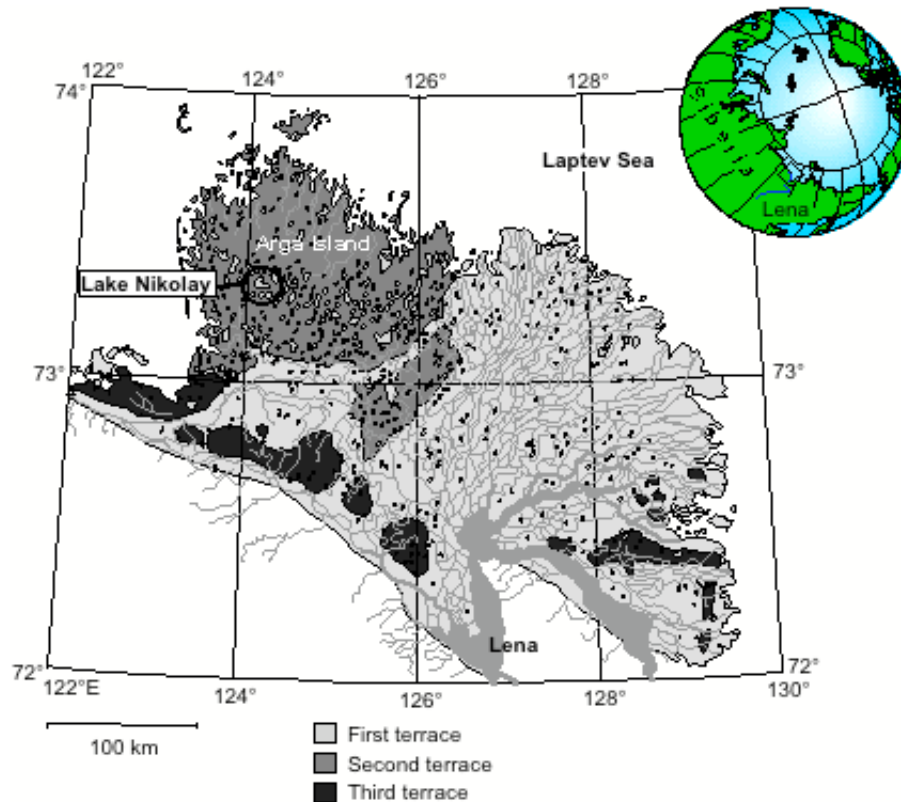 122°
124°
126°
128°
74°
Laptev Sea
Lena
Arga Island
Lake Nikolay
73°
73°
Lena
72°
72°
122°E
124°
126°
128°
130°
100 km
First terrace
Second terrace
Third terrace